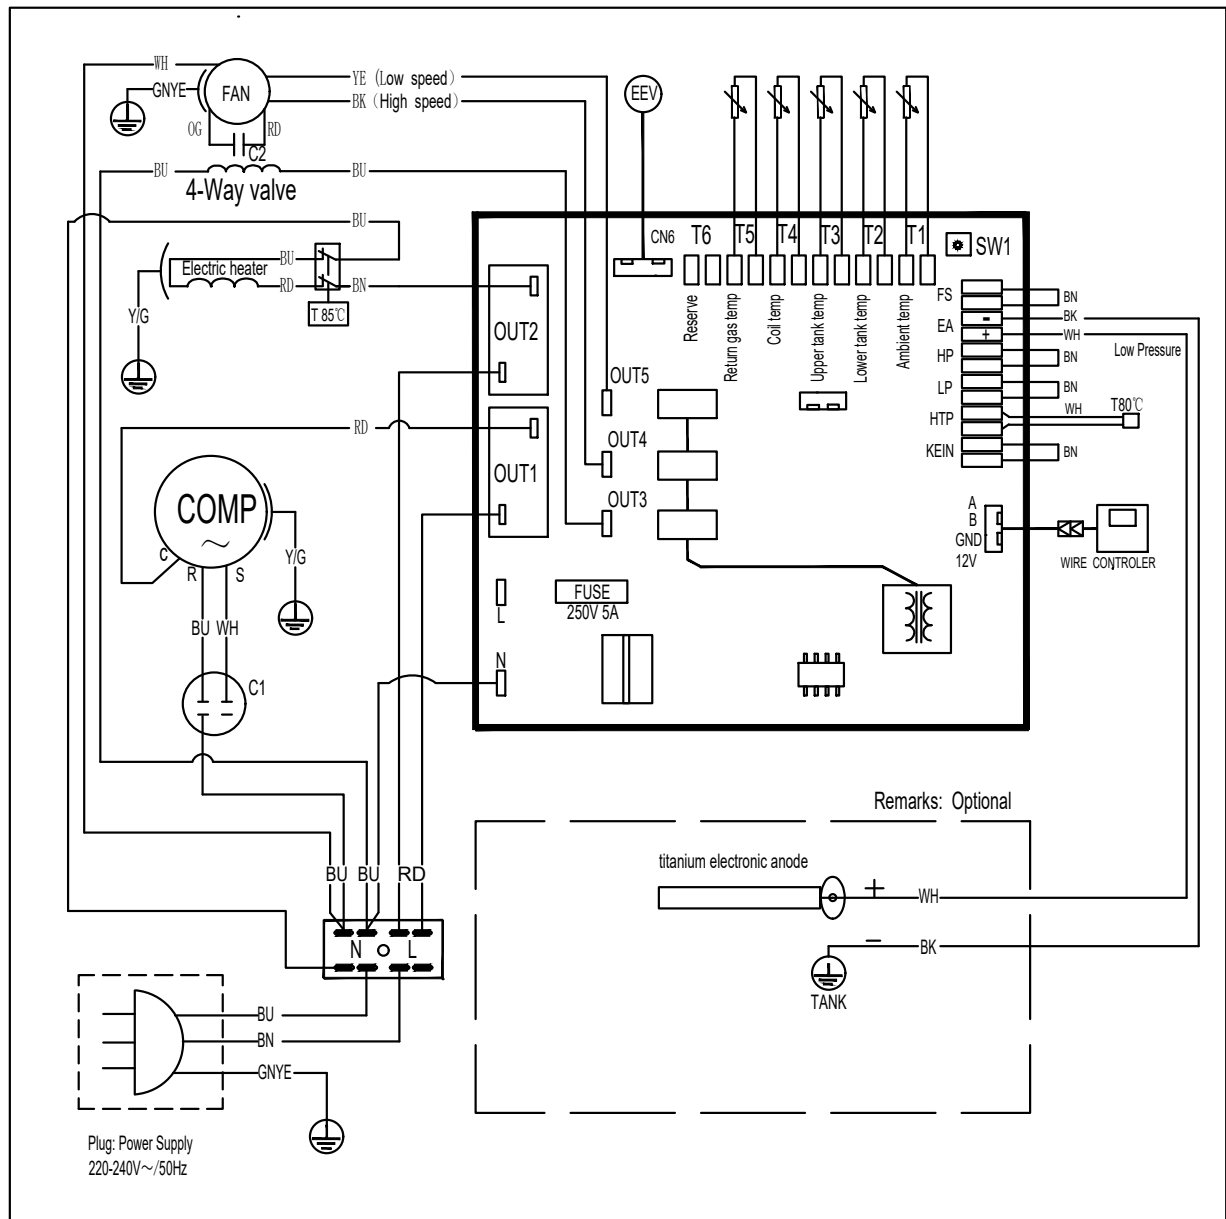 WH
GNYE
FAN
YE (Low speed)
BK (High speed)
EEV
OG
RD
C2
BU
BU
4-Way valve
BU
CN6
T6
T5
T4
T3
T2
T1
SW1
BU
Electric heater
RD
BN
T 85℃
Y/G
OUT2
Reserve
Return gas temp
Coil temp
Upper tank temp
Lower tank temp
Ambient temp
FS
BN
BK
EA
-
+
WH
HP
BN
Low Pressure
LP
BN
HTP
WH
T80℃
KEIN
BN
OUT5
OUT4
OUT3
RD
OUT1
COMP
~
C
R
S
Y/G
BU
WH
C1
A
B
GND
12V
WIRE CONTROLER
FUSE
250V 5A
L
N
Remarks: Optional
titanium electronic anode
+
WH
−
BK
TANK
BU
BU
RD
N
L
BU
BN
GNYE
Plug: Power Supply
220-240V～/50Hz